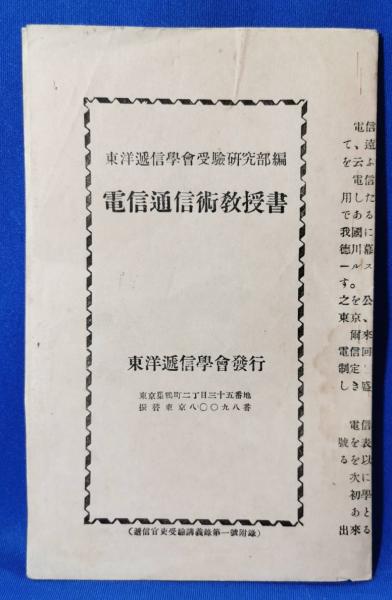 東洋遞信學會受驗硏究部編
電信通信術教授書
東洋遞信學會發行
東京巢鴨町二丁目三十五番地
振替東京八〇〇九八番
(遞信官吏受驗講義錄第一號附錄)
電信
て、遠
を云ふ
電信
用した
である
我國に
德川幕
ールス
す。
之を公
東京、
爾來
電信回
制定
しき盛
電信
號を表
るを以
次に
初學
あと
出來る